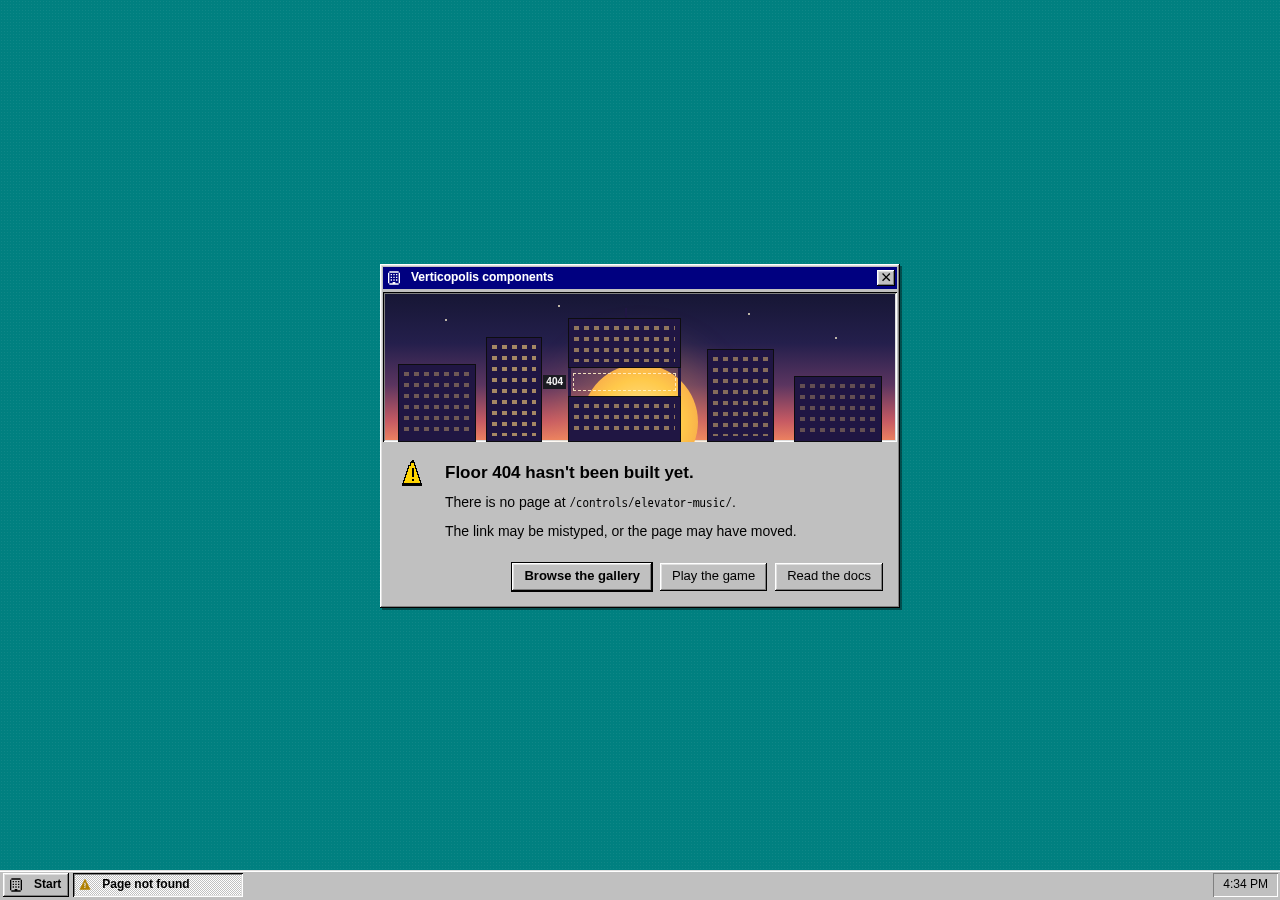 Verticopolis components
404
Floor 404 hasn't been built yet.
There is no page at /controls/elevator-music/.
The link may be mistyped, or the page may have moved.
Browse the gallery
Play the game
Read the docs
Start
Page not found
4:34 PM